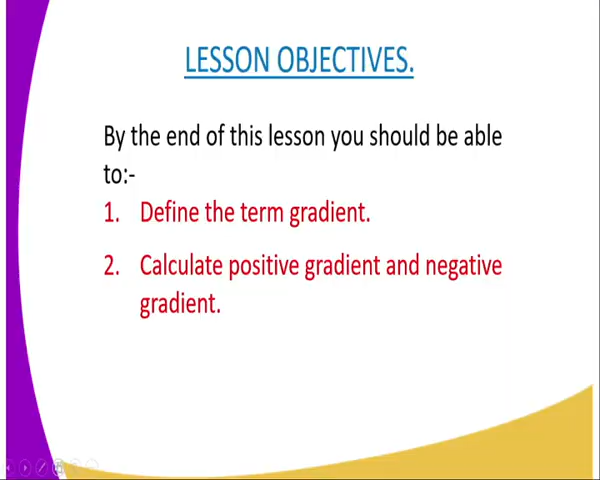 LESSON OBJECTIVES.
By the end of this lesson you should be able
to:-
1. Define the term gradient.
2. Calculate positive gradient and negative
gradient.